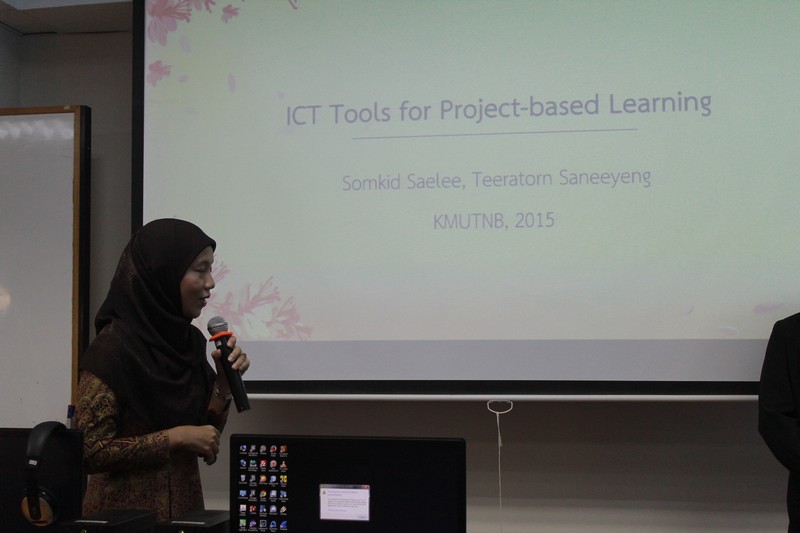 ICT Tools for Project-based Learning
Somkid Saelee, Teeratorn Saneeyeng
KMUTNB, 2015